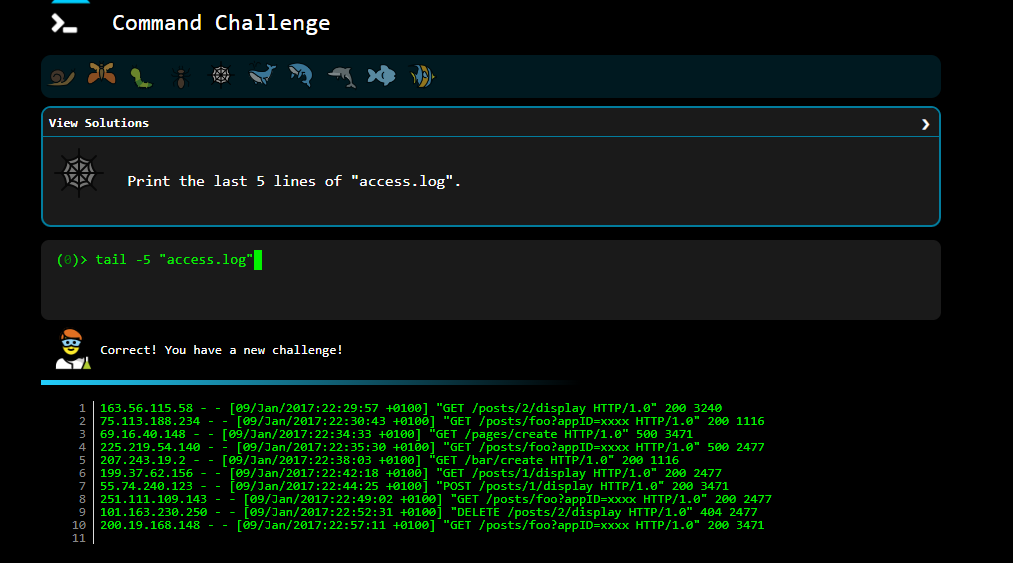 Command Challenge
View Solutions
Print the last 5 lines of "access.log".
(0)> tail -5 "access.log"
Correct! You have a new challenge!
1 163.56.115.58 - - [09/Jan/2017:22:29:57 +0100] "GET /posts/2/display HTTP/1.0" 200 3240
2 75.113.188.234 - - [09/Jan/2017:22:30:43 +0100] "GET /posts/foo?appID=xxxx HTTP/1.0" 200 1116
3 69.16.40.148 - - [09/Jan/2017:22:34:33 +0100] "GET /pages/create HTTP/1.0" 500 3471
4 225.219.54.140 - - [09/Jan/2017:22:35:30 +0100] "GET /posts/foo?appID=xxxx HTTP/1.0" 500 2477
5 207.243.19.2 - - [09/Jan/2017:22:38:03 +0100] "GET /bar/create HTTP/1.0" 200 1116
6 199.37.62.156 - - [09/Jan/2017:22:42:18 +0100] "GET /posts/1/display HTTP/1.0" 200 2477
7 55.74.240.123 - - [09/Jan/2017:22:44:25 +0100] "POST /posts/1/display HTTP/1.0" 200 3471
8 251.111.109.143 - - [09/Jan/2017:22:49:02 +0100] "GET /posts/foo?appID=xxxx HTTP/1.0" 200 2477
9 101.163.230.250 - - [09/Jan/2017:22:52:31 +0100] "DELETE /posts/2/display HTTP/1.0" 404 2477
10 200.19.168.148 - - [09/Jan/2017:22:57:11 +0100] "GET /posts/foo?appID=xxxx HTTP/1.0" 200 3471
11